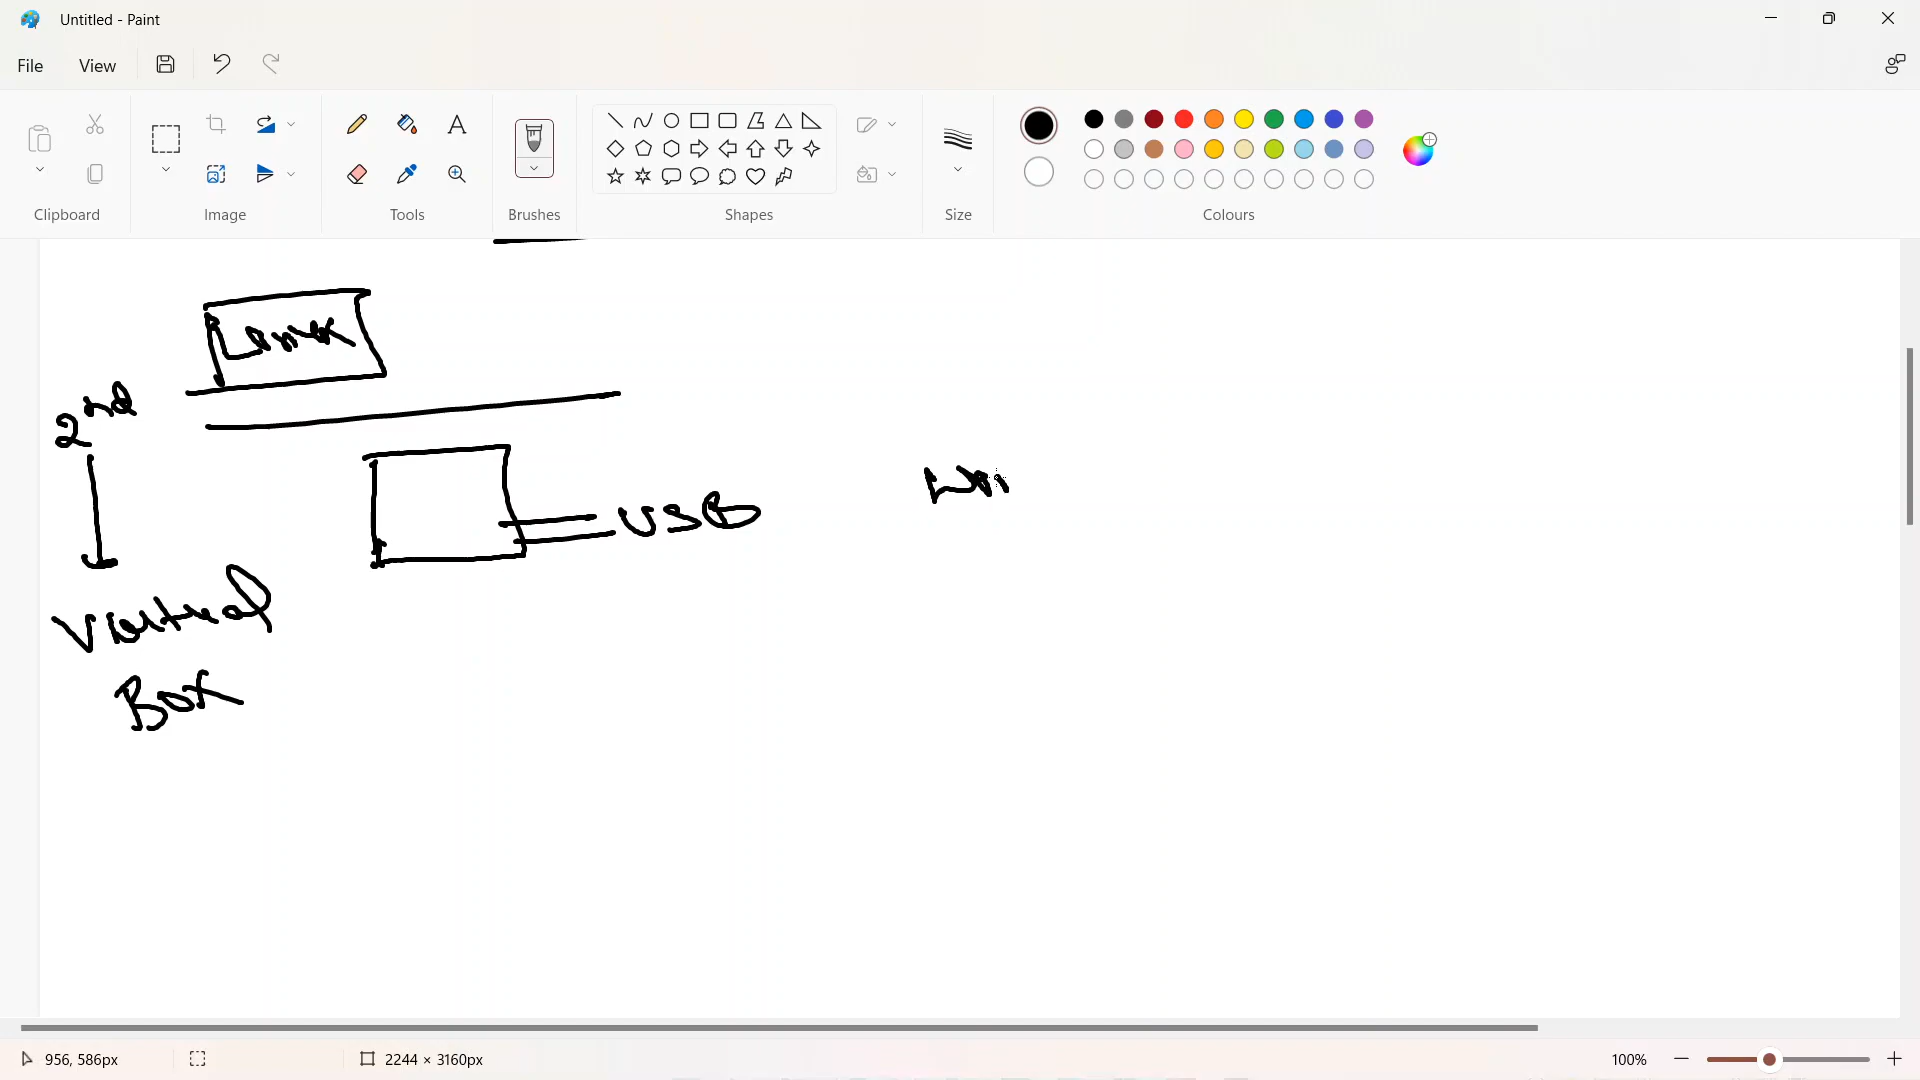 Untitled - Paint
File View
Clipboard Image Tools Brushes Shapes Size Colours
Linux
2nd
USB
Lin
Virtual
Box
956, 586px 2244 × 3160px 100%